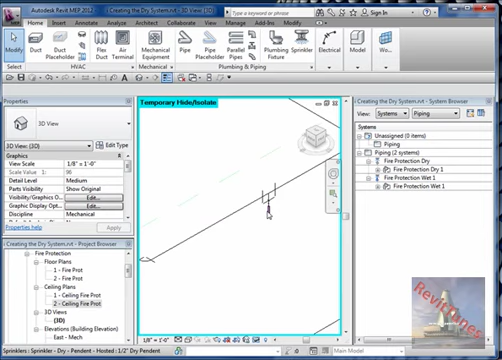 Autodesk Revit MEP 2012 -
Creating the Dry System.rvt - F...
Type a keyword or phrase
Sign In
Home
Insert
Annotate
Analyze
Architect
Collaborate
View
Manage
Add-Ins
Modify
Modify
Duct
Duct
Placeholder
Flex
Duct
Air
Terminal
Mechanical
Equipment
Pipe
Pipe
Placeholder
Parallel
Pipes
Plumbing
Fixture
Sprinkler
Electrical
Model
Wo...
Select
HVAC
Mechanical
Plumbing & Piping
Properties
3D View
3D View: {3D}
Edit Type
Graphics
View Scale
1/8" = 1'-0"
Scale Value 1:
96
Detail Level
Medium
Parts Visibility
Show Original
Visibility/Graphics O...
Edit...
Graphic Display Opt...
Edit...
Discipline
Mechanical
Properties help
Apply
Creating the Dry System.rvt - Project Browser
Fire Protection
Floor Plans
1 - Fire Prot
2 - Fire Prot
Ceiling Plans
1 - Ceiling Fire Prot
2 - Ceiling Fire Prot
3D Views
{3D}
Elevations (Building Elevation)
East - Mech
Temporary Hide/Isolate
1/8" = 1'-0"
Creating the Dry System.rvt - System Browser
View:
Systems
Piping
Systems
Unassigned (0 items)
Piping
Piping (2 systems)
Fire Protection Dry
Fire Protection Dry 1
Fire Protection Wet
Fire Protection Wet 1
Revitrunes
Sprinklers : Sprinkler - Dry - Pendent - Hosted : 1/2" Dry Pendent
:0
Main Model